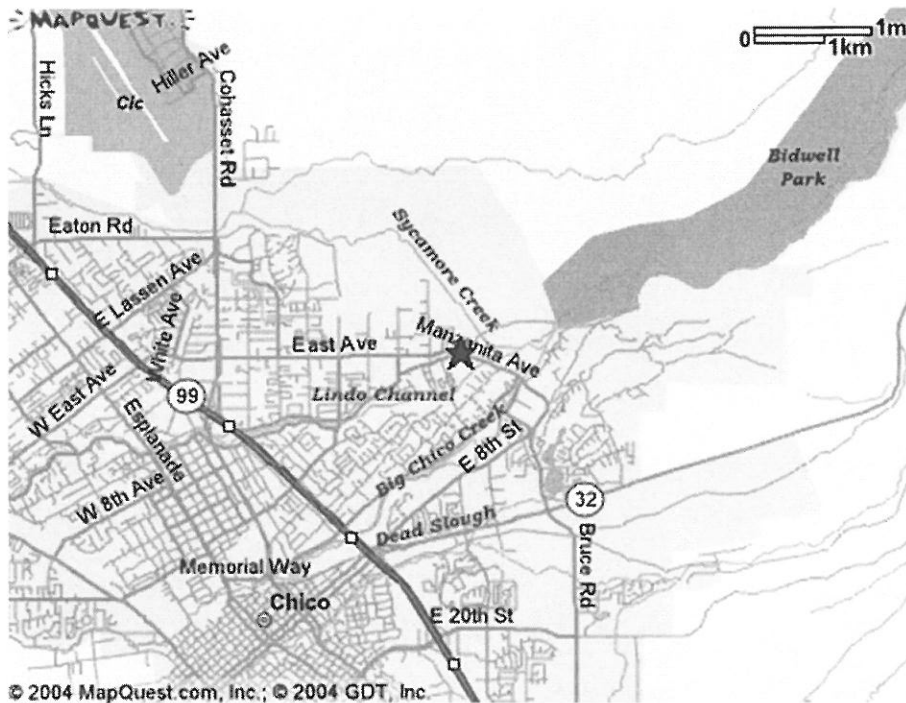 MAPQUEST.
0 1m
1km
Hicks Ln
Cic
Hiller Ave
Cohasset Rd
Bidwell
Park
Eaton Rd
Sycamore Creek
E Lassen Ave
White Ave
East Ave
Manzanita Ave
W East Ave
99
Lindo Channel
Esplanade
Big Chico Creek
E 8th St
W 8th Ave
32
Dead Slough
Bruce Rd
Memorial Way
Chico
E 20th St
© 2004 MapQuest.com, Inc.; © 2004 GDT, Inc.